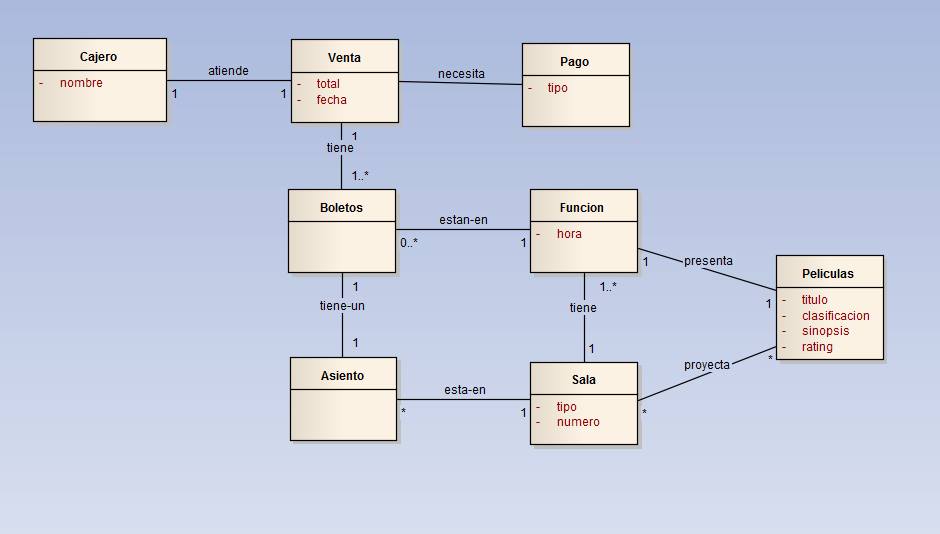 Cajero
- nombre
atiende
1
1
Venta
- total
- fecha
necesita
Pago
- tipo
1
tiene
1..*
Boletos
estan-en
0..*
1
Funcion
- hora
1
presenta
1
Peliculas
- titulo
- clasificacion
- sinopsis
- rating
1
tiene-un
1
1..*
tiene
1
Asiento
esta-en
*
1
Sala
- tipo
- numero
*
proyecta
*